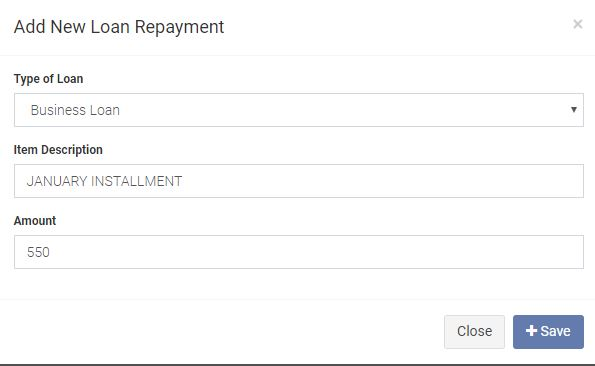 Add New Loan Repayment
×
Type of Loan
Business Loan
Item Description
JANUARY INSTALLMENT
Amount
550
Close
+ Save